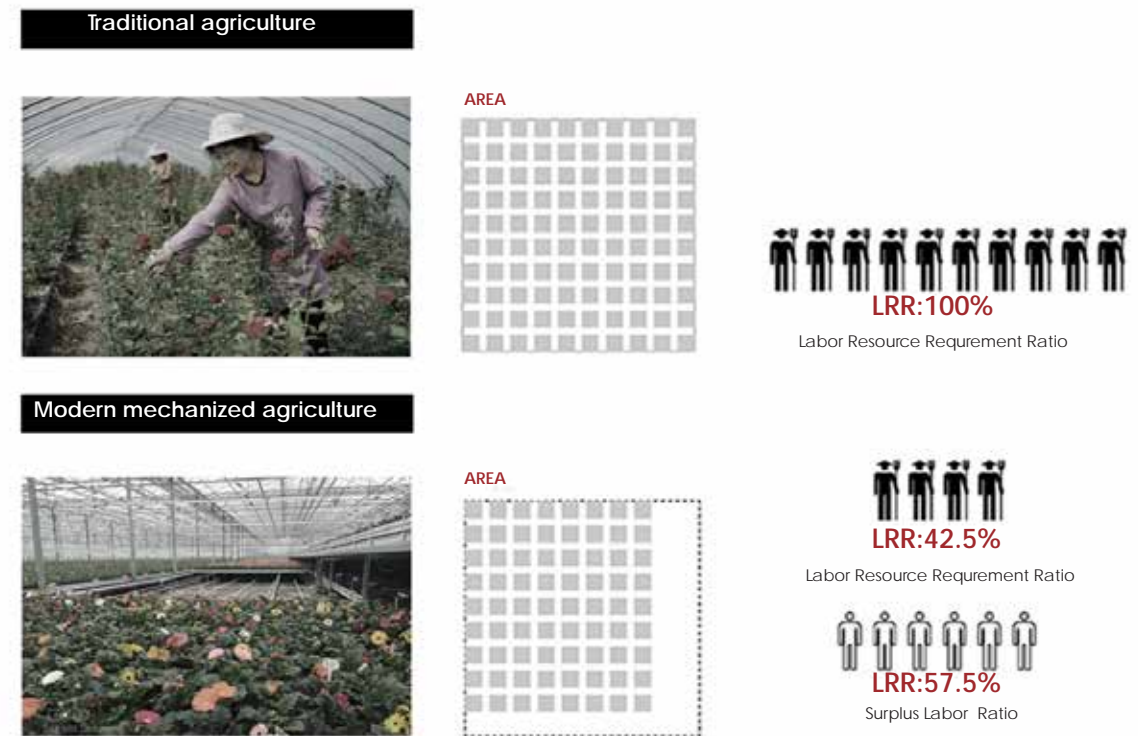 Traditional agriculture
AREA
LRR:100%
Labor Resource Requrement Ratio
Modern mechanized agriculture
AREA
LRR:42.5%
Labor Resource Requrement Ratio
LRR:57.5%
Surplus Labor Ratio